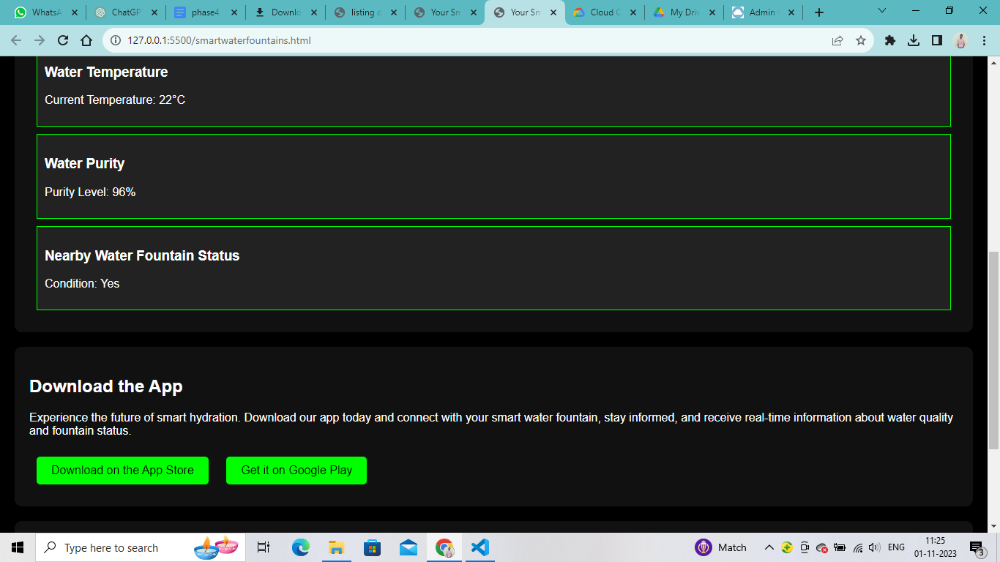 WhatsA
ChatGP
phase4
Downlo
listing d
Your Sm
Your Sm
Cloud C
My Driv
Admin
127.0.0.1:5500/smartwaterfountains.html
Water Temperature
Current Temperature: 22°C
Water Purity
Purity Level: 96%
Nearby Water Fountain Status
Condition: Yes
Download the App
Experience the future of smart hydration. Download our app today and connect with your smart water fountain, stay informed, and receive real-time information about water quality
and fountain status.
Download on the App Store
Get it on Google Play
Type here to search
Match
ENG
11:25
01-11-2023
3